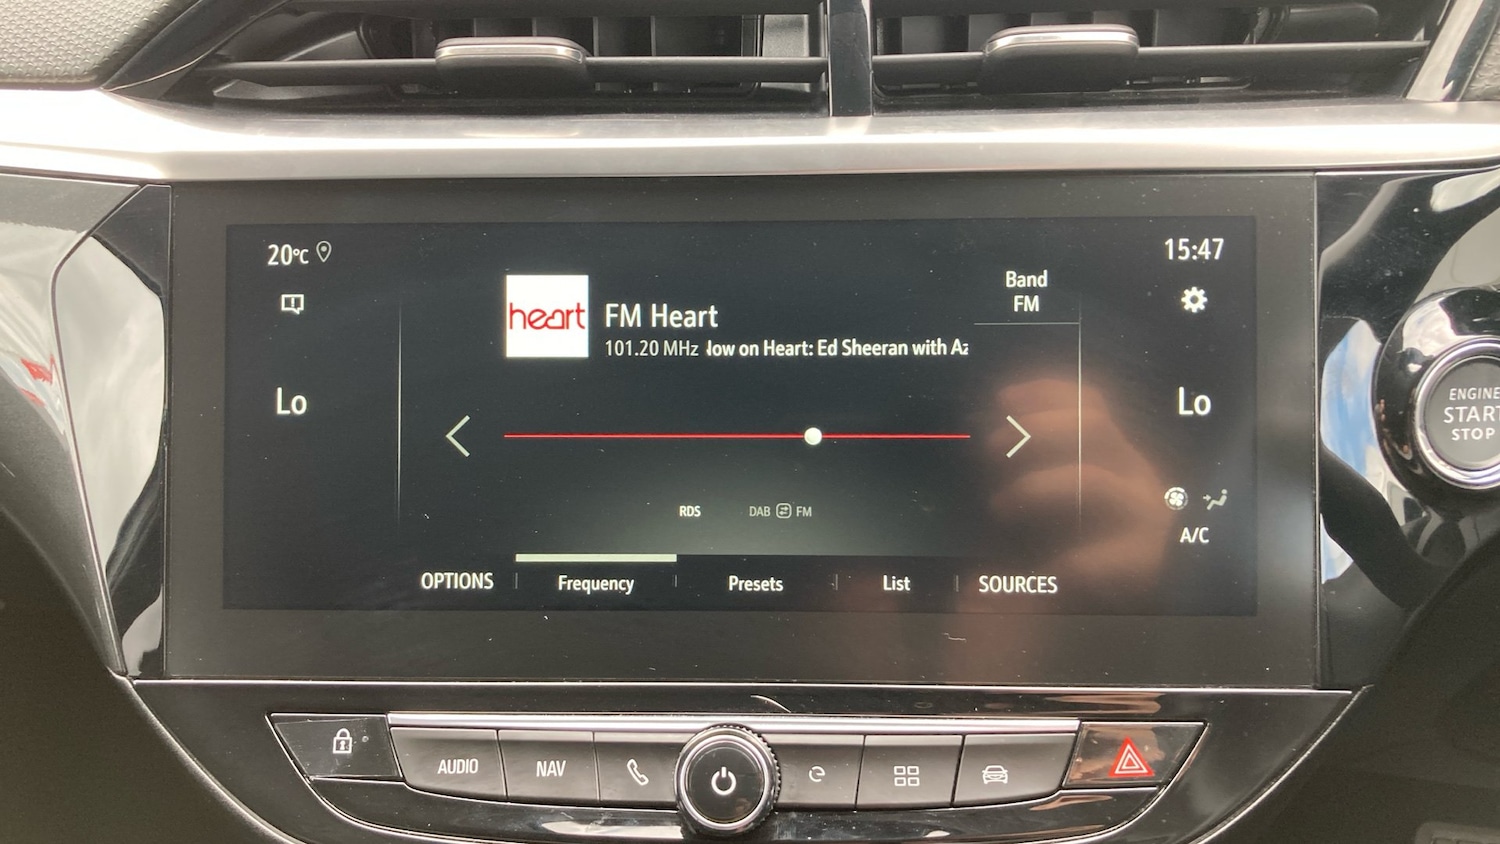 20°C
15:47
Band
FM
heart
FM Heart
101.20 MHz low on Heart: Ed Sheeran with Az
Lo
Lo
ENGINE
START
STOP
RDS
DAB FM
A/C
OPTIONS
Frequency
Presets
List
SOURCES
AUDIO
NAV